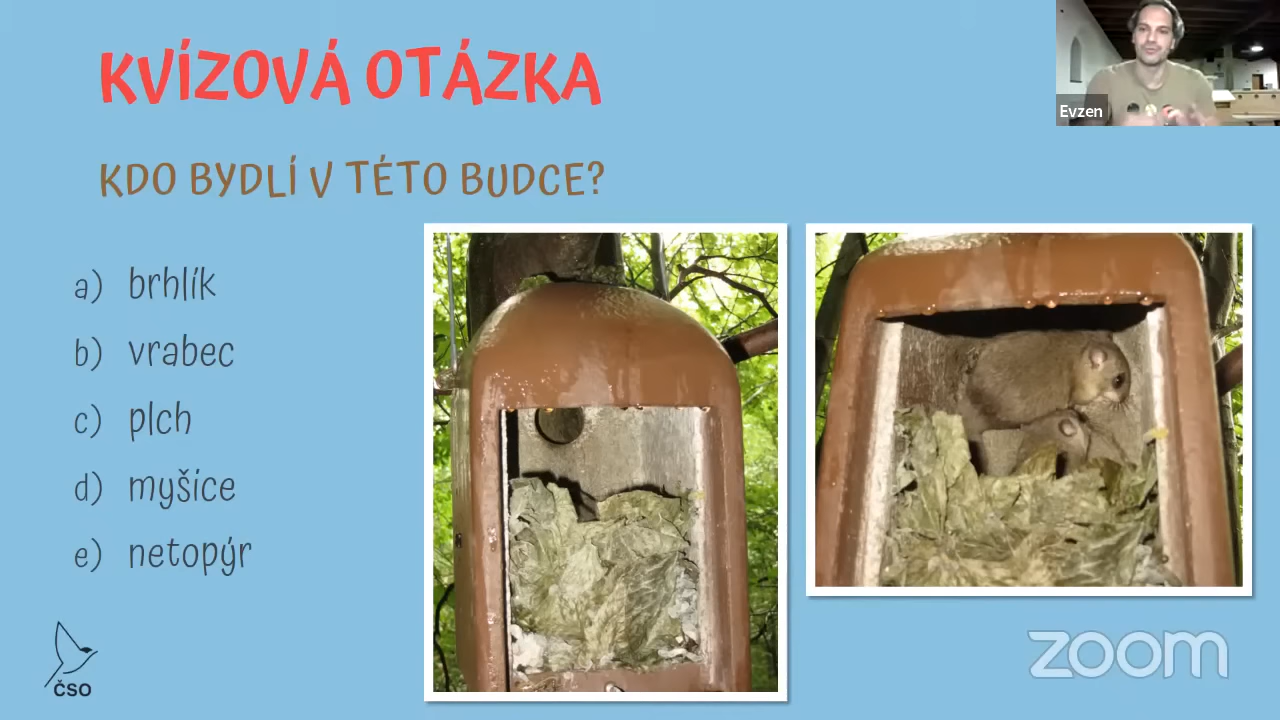 KVÍZOVÁ OTÁZKA
Evzen
KDO BYDLÍ V TÉTO BUDCE?
a) brhlík
b) vrabec
c) plch
d) myšice
e) netopýr
ČSO
zoom